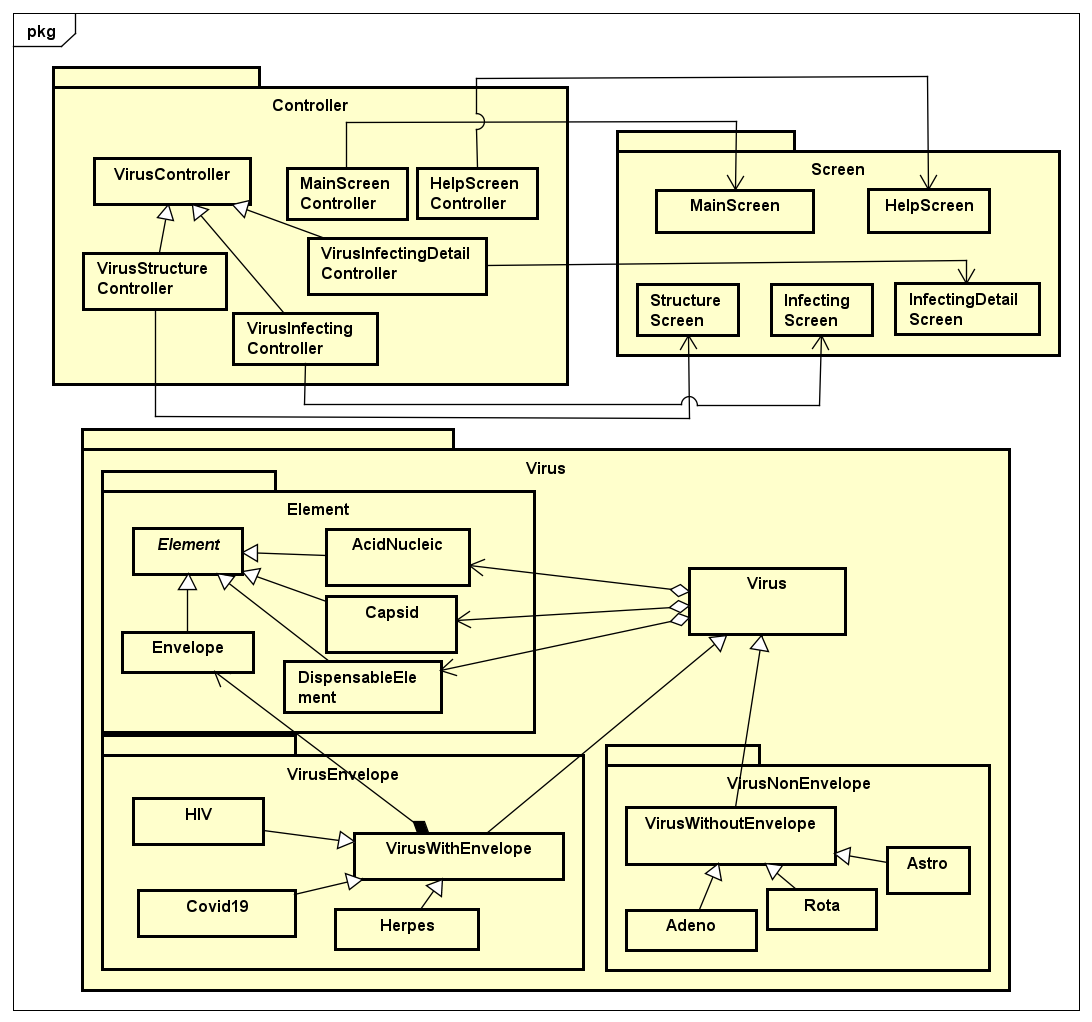 pkg
Controller
VirusController
MainScreen
Controller
HelpScreen
Controller
VirusStructure
Controller
VirusInfectingDetail
Controller
VirusInfecting
Controller
Screen
MainScreen
HelpScreen
Structure
Screen
Infecting
Screen
InfectingDetail
Screen
Virus
Element
Element
AcidNucleic
Capsid
Envelope
DispensableEle
ment
Virus
VirusEnvelope
HIV
VirusWithEnvelope
Covid19
Herpes
VirusNonEnvelope
VirusWithoutEnvelope
Astro
Rota
Adeno